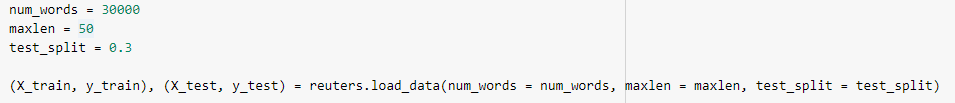 num_words = 30000
maxlen = 50
test_split = 0.3
(X_train, y_train), (X_test, y_test) = reuters.load_data(num_words = num_words, maxlen = maxlen, test_split = test_split)